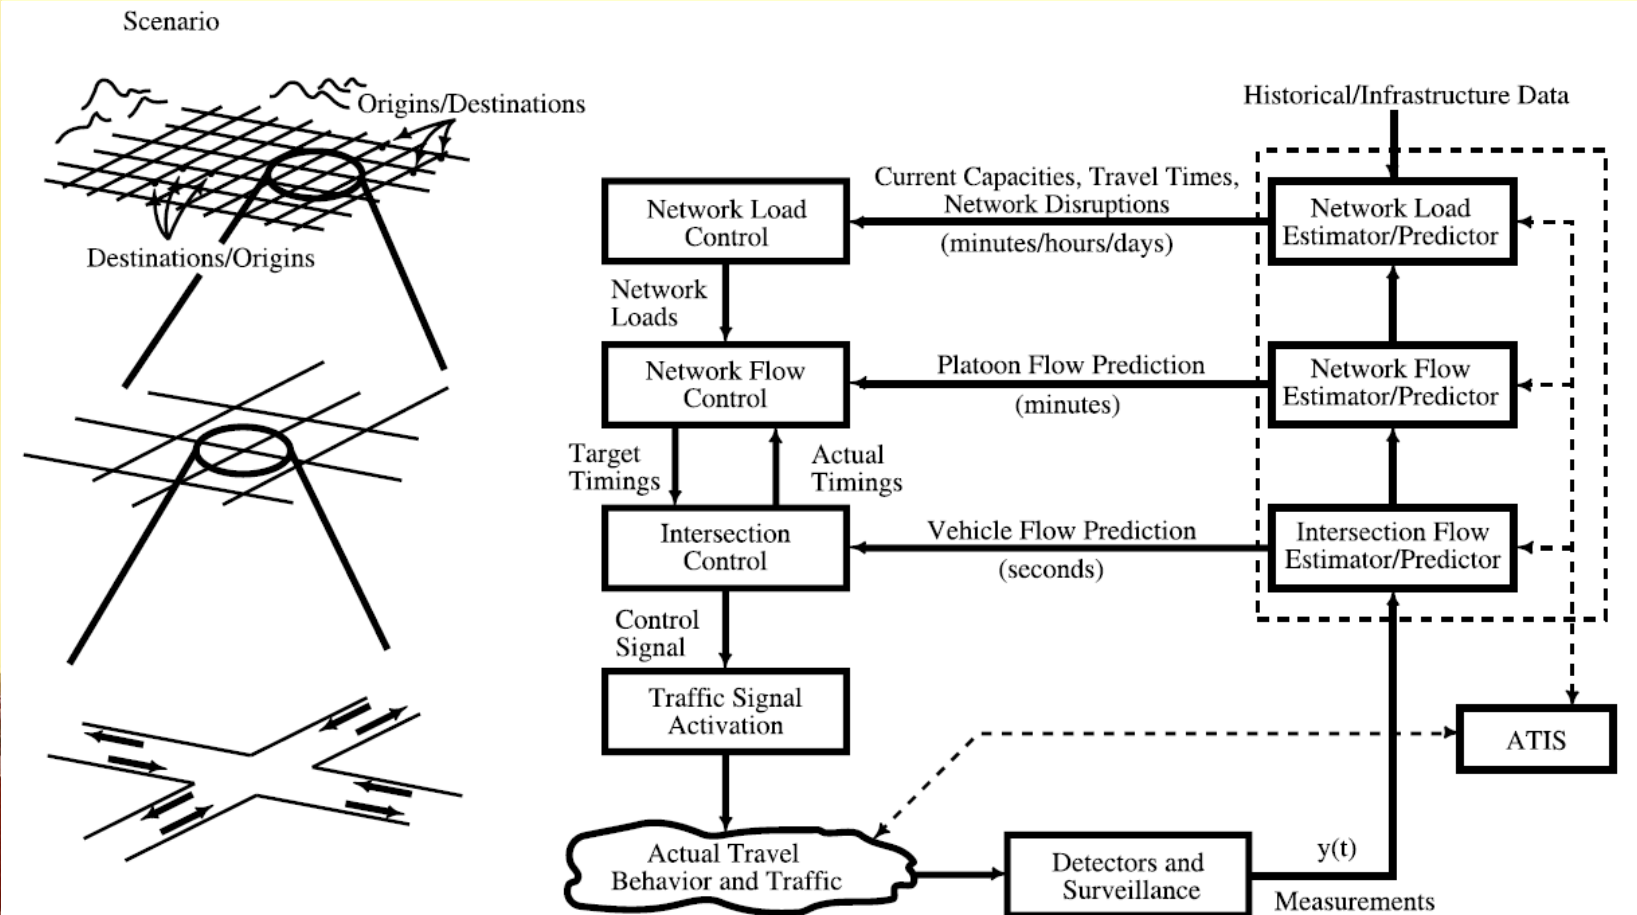 Scenario
Origins/Destinations
Destinations/Origins
Historical/Infrastructure Data
Network Load
Control
Current Capacities, Travel Times,
Network Disruptions
(minutes/hours/days)
Network Load
Estimator/Predictor
Network
Loads
Network Flow
Control
Platoon Flow Prediction
(minutes)
Network Flow
Estimator/Predictor
Target
Timings
Actual
Timings
Intersection
Control
Vehicle Flow Prediction
(seconds)
Intersection Flow
Estimator/Predictor
Control
Signal
Traffic Signal
Activation
ATIS
Actual Travel
Behavior and Traffic
Detectors and
Surveillance
y(t)
Measurements